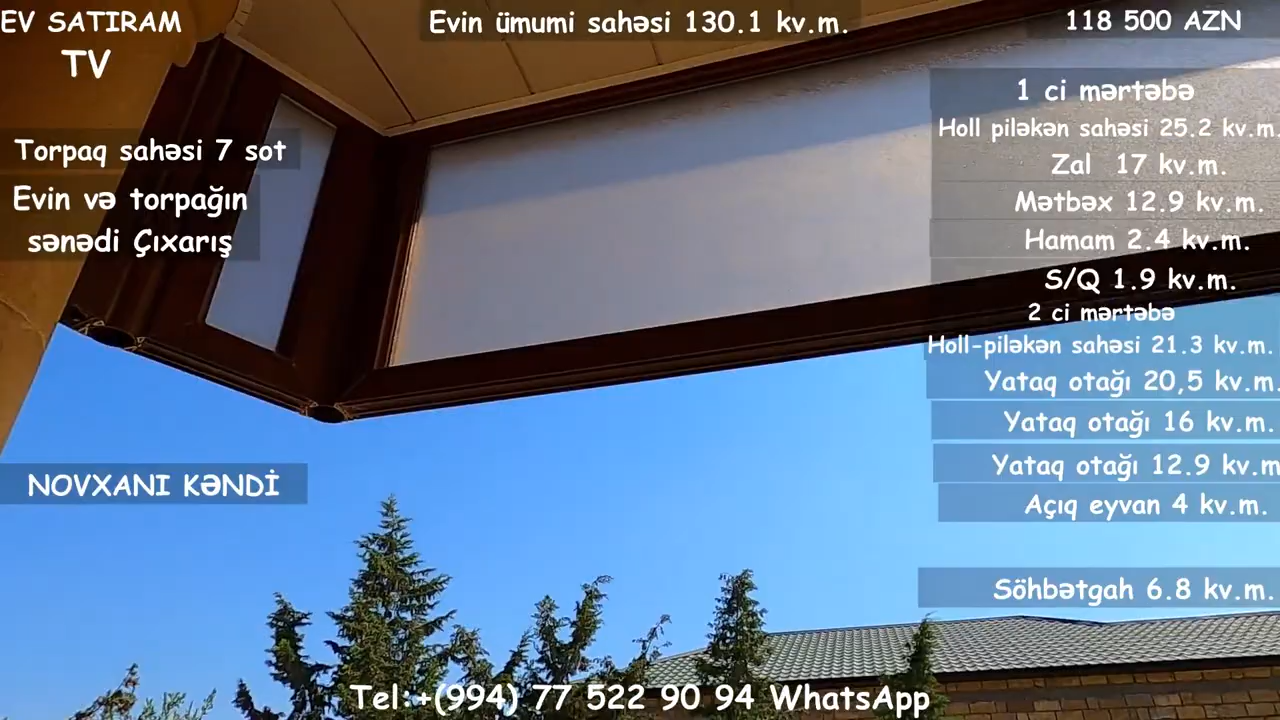 EV SATIRAM
TV
Evin ümumi sahəsi 130.1 kv.m.
118 500 AZN
Torpaq sahəsi 7 sot
Evin və torpağın
sənədi Çıxarış
NOVXANI KƏNDİ
1 ci mərtəbə
Holl piləkən sahəsi 25.2 kv.m.
Zal 17 kv.m.
Mətbəx 12.9 kv.m.
Hamam 2.4 kv.m.
S/Q 1.9 kv.m.
2 ci mərtəbə
Holl-piləkən sahəsi 21.3 kv.m.
Yataq otağı 20,5 kv.m.
Yataq otağı 16 kv.m.
Yataq otağı 12.9 kv.m
Açıq eyvan 4 kv.m.
Söhbətgah 6.8 kv.m.
Tel:+(994) 77 522 90 94 WhatsApp